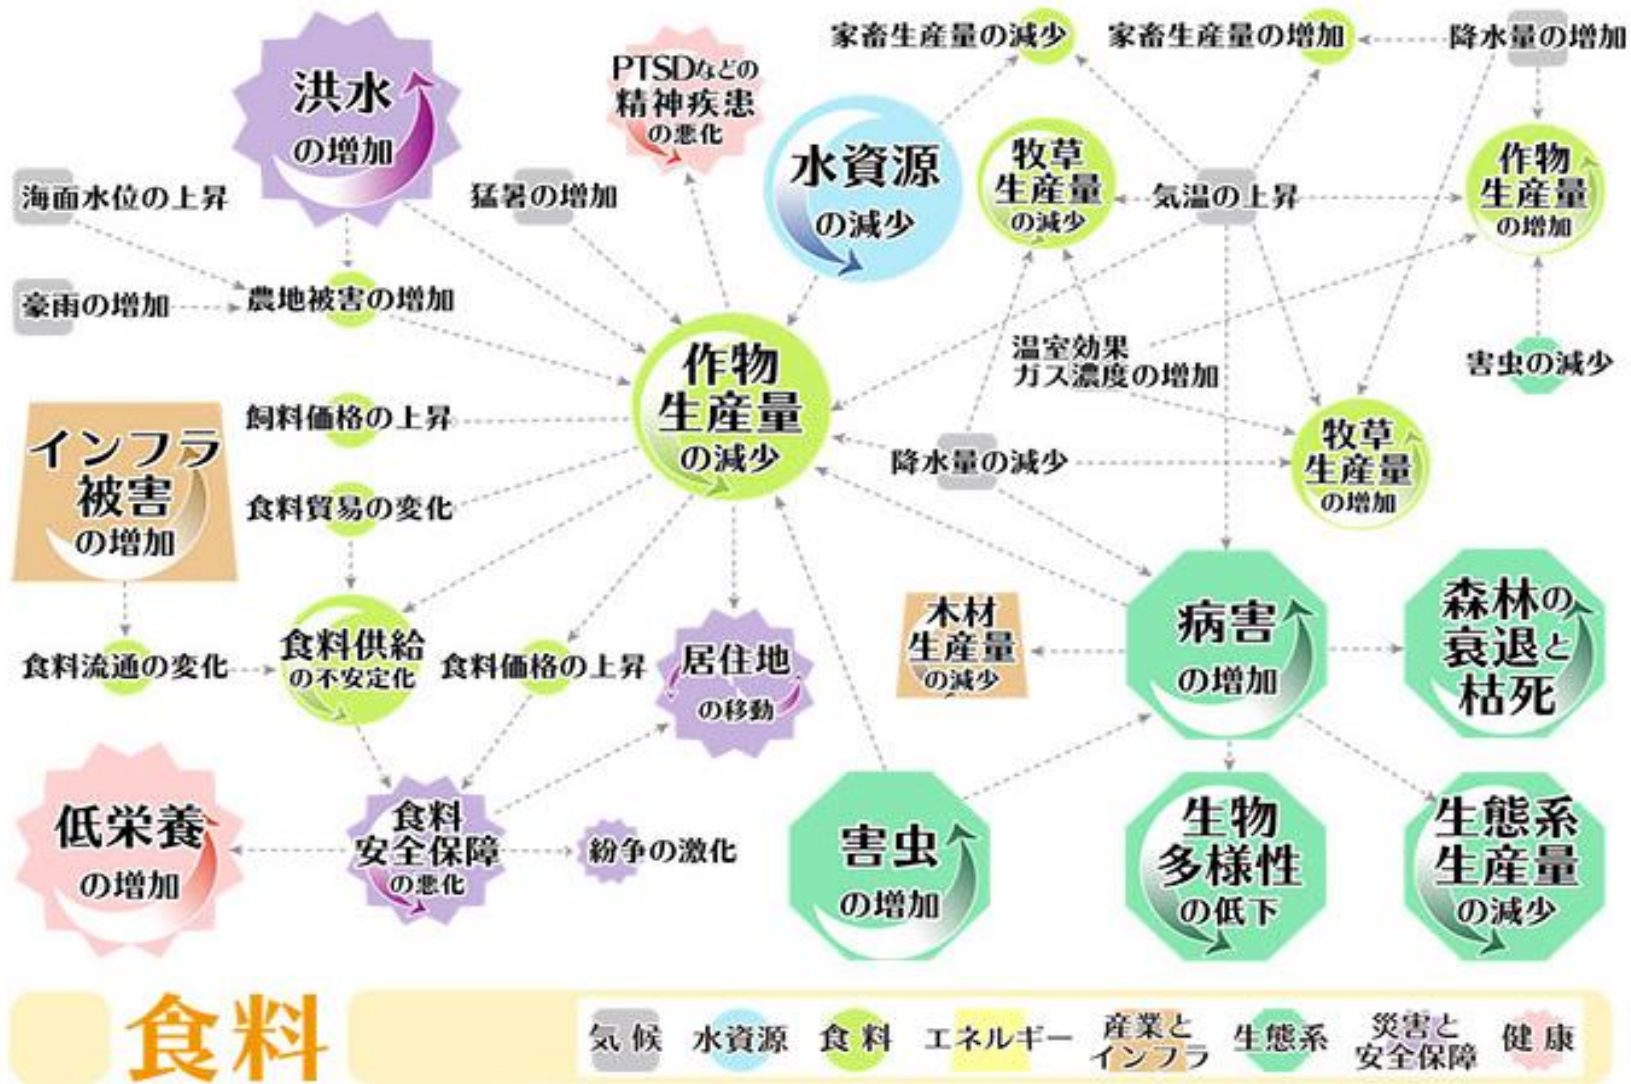 家畜生産量の減少
家畜生産量の増加
降水量の増加
洪水
の増加
PTSDなどの
精神疾患
の悪化
水資源
の減少
牧草
生産量
の減少
気温の上昇
作物
生産量
の増加
海面水位の上昇
猛暑の増加
豪雨の増加
農地被害の増加
温室効果
ガス濃度の増加
害虫の減少
作物
生産量
の減少
飼料価格の上昇
インフラ
被害
の増加
食料貿易の変化
降水量の減少
牧草
生産量
の増加
食料流通の変化
食料供給
の不安定化
食料価格の上昇
居住地
の移動
木材
生産量
の減少
病害
の増加
森林の
衰退と
枯死
低栄養
の増加
食料
安全保障
の悪化
紛争の激化
害虫
の増加
生物
多様性
の低下
生態系
生産量
の減少
食料
気候
水資源
食料
エネルギー
産業と
インフラ
生態系
災害と
安全保障
健康